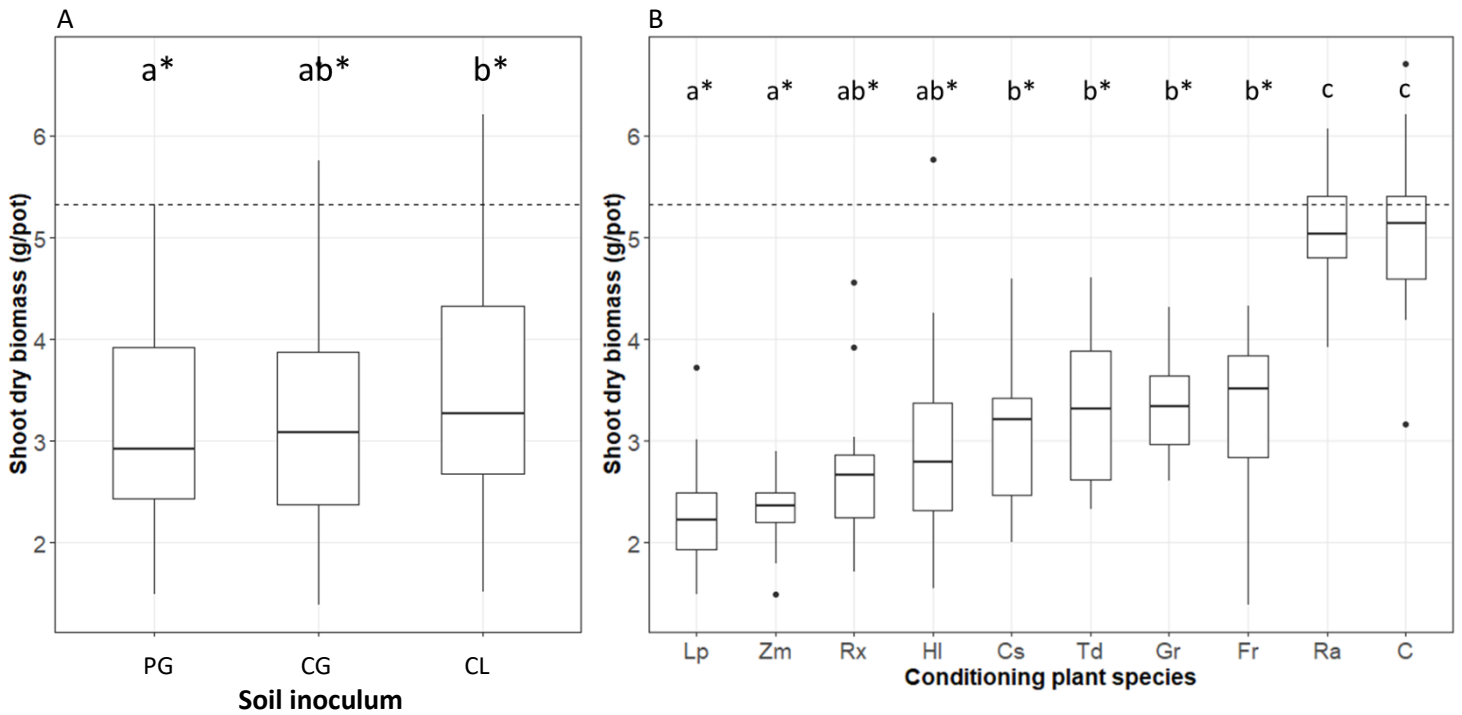 A
a* ab* b*
6
5
4
3
2
Shoot dry biomass (g/pot)
PG CG CL
Soil inoculum
B
a* a* ab* ab* b* b* b* b* c c
6
5
4
3
2
Shoot dry biomass (g/pot)
Lp Zm Rx Hl Cs Td Gr Fr Ra C
Conditioning plant species